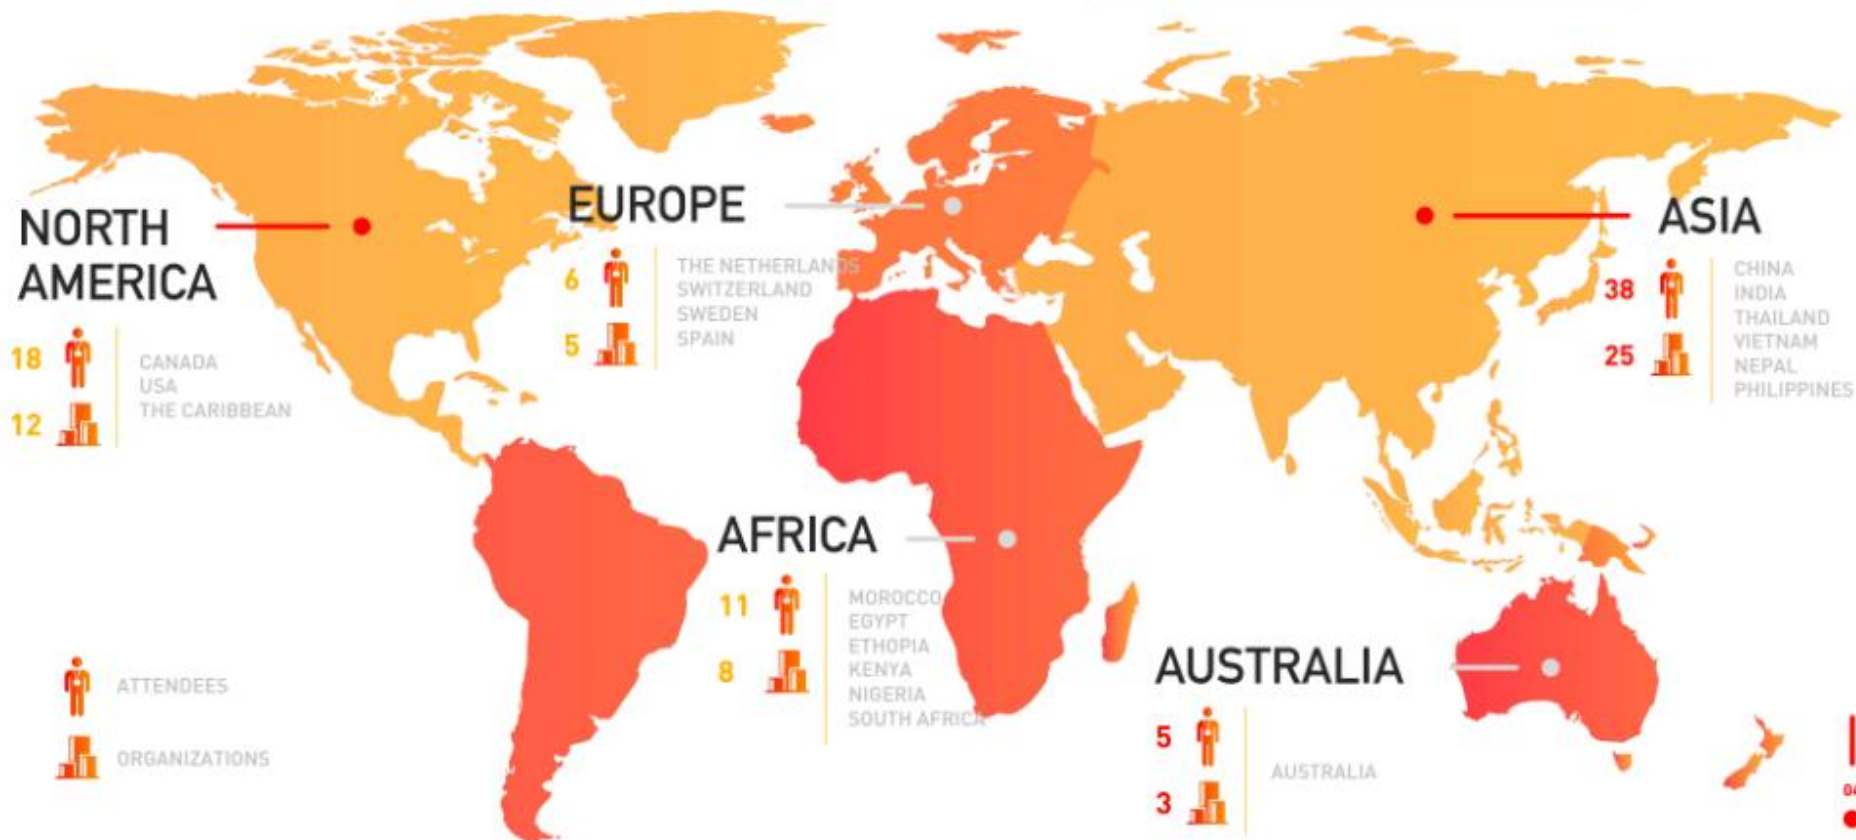 NORTH
AMERICA
18
12
CANADA
USA
THE CARIBBEAN
EUROPE
6
5
THE NETHERLANDS
SWITZERLAND
SWEDEN
SPAIN
ASIA
38
25
CHINA
INDIA
THAILAND
VIETNAM
NEPAL
PHILIPPINES
AFRICA
11
8
MOROCCO
EGYPT
ETHOPIA
KENYA
NIGERIA
SOUTH AFRICA
AUSTRALIA
5
3
AUSTRALIA
ATTENDEES
ORGANIZATIONS